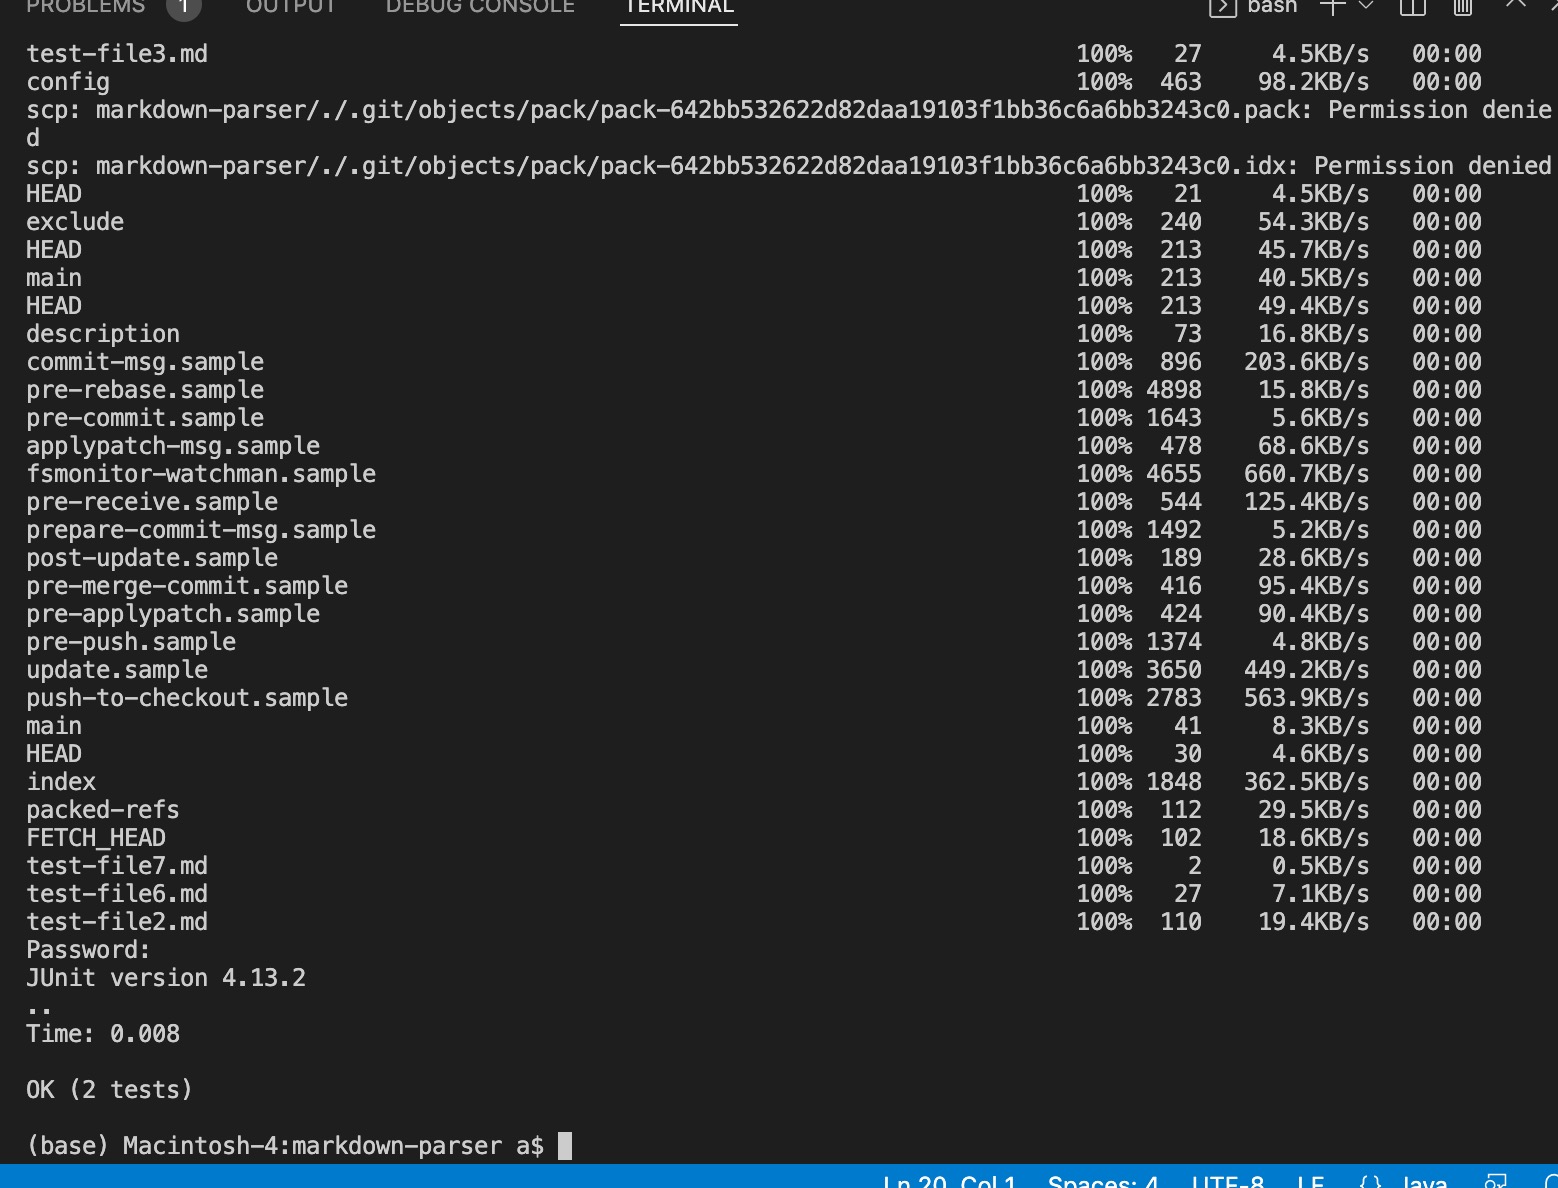 PROBLEMS 1 OUTPUT DEBUG CONSOLE TERMINAL bash
test-file3.md 100% 27 4.5KB/s 00:00
config 100% 463 98.2KB/s 00:00
scp: markdown-parser/./.git/objects/pack/pack-642bb532622d82daa19103f1bb36c6a6bb3243c0.pack: Permission denie
d
scp: markdown-parser/./.git/objects/pack/pack-642bb532622d82daa19103f1bb36c6a6bb3243c0.idx: Permission denied
HEAD 100% 21 4.5KB/s 00:00
exclude 100% 240 54.3KB/s 00:00
HEAD 100% 213 45.7KB/s 00:00
main 100% 213 40.5KB/s 00:00
HEAD 100% 213 49.4KB/s 00:00
description 100% 73 16.8KB/s 00:00
commit-msg.sample 100% 896 203.6KB/s 00:00
pre-rebase.sample 100% 4898 15.8KB/s 00:00
pre-commit.sample 100% 1643 5.6KB/s 00:00
applypatch-msg.sample 100% 478 68.6KB/s 00:00
fsmonitor-watchman.sample 100% 4655 660.7KB/s 00:00
pre-receive.sample 100% 544 125.4KB/s 00:00
prepare-commit-msg.sample 100% 1492 5.2KB/s 00:00
post-update.sample 100% 189 28.6KB/s 00:00
pre-merge-commit.sample 100% 416 95.4KB/s 00:00
pre-applypatch.sample 100% 424 90.4KB/s 00:00
pre-push.sample 100% 1374 4.8KB/s 00:00
update.sample 100% 3650 449.2KB/s 00:00
push-to-checkout.sample 100% 2783 563.9KB/s 00:00
main 100% 41 8.3KB/s 00:00
HEAD 100% 30 4.6KB/s 00:00
index 100% 1848 362.5KB/s 00:00
packed-refs 100% 112 29.5KB/s 00:00
FETCH_HEAD 100% 102 18.6KB/s 00:00
test-file7.md 100% 2 0.5KB/s 00:00
test-file6.md 100% 27 7.1KB/s 00:00
test-file2.md 100% 110 19.4KB/s 00:00
Password:
JUnit version 4.13.2
..
Time: 0.008
OK (2 tests)
(base) Macintosh-4:markdown-parser a$
Ln 20, Col 1 Spaces: 4 UTF-8 LF {} Java